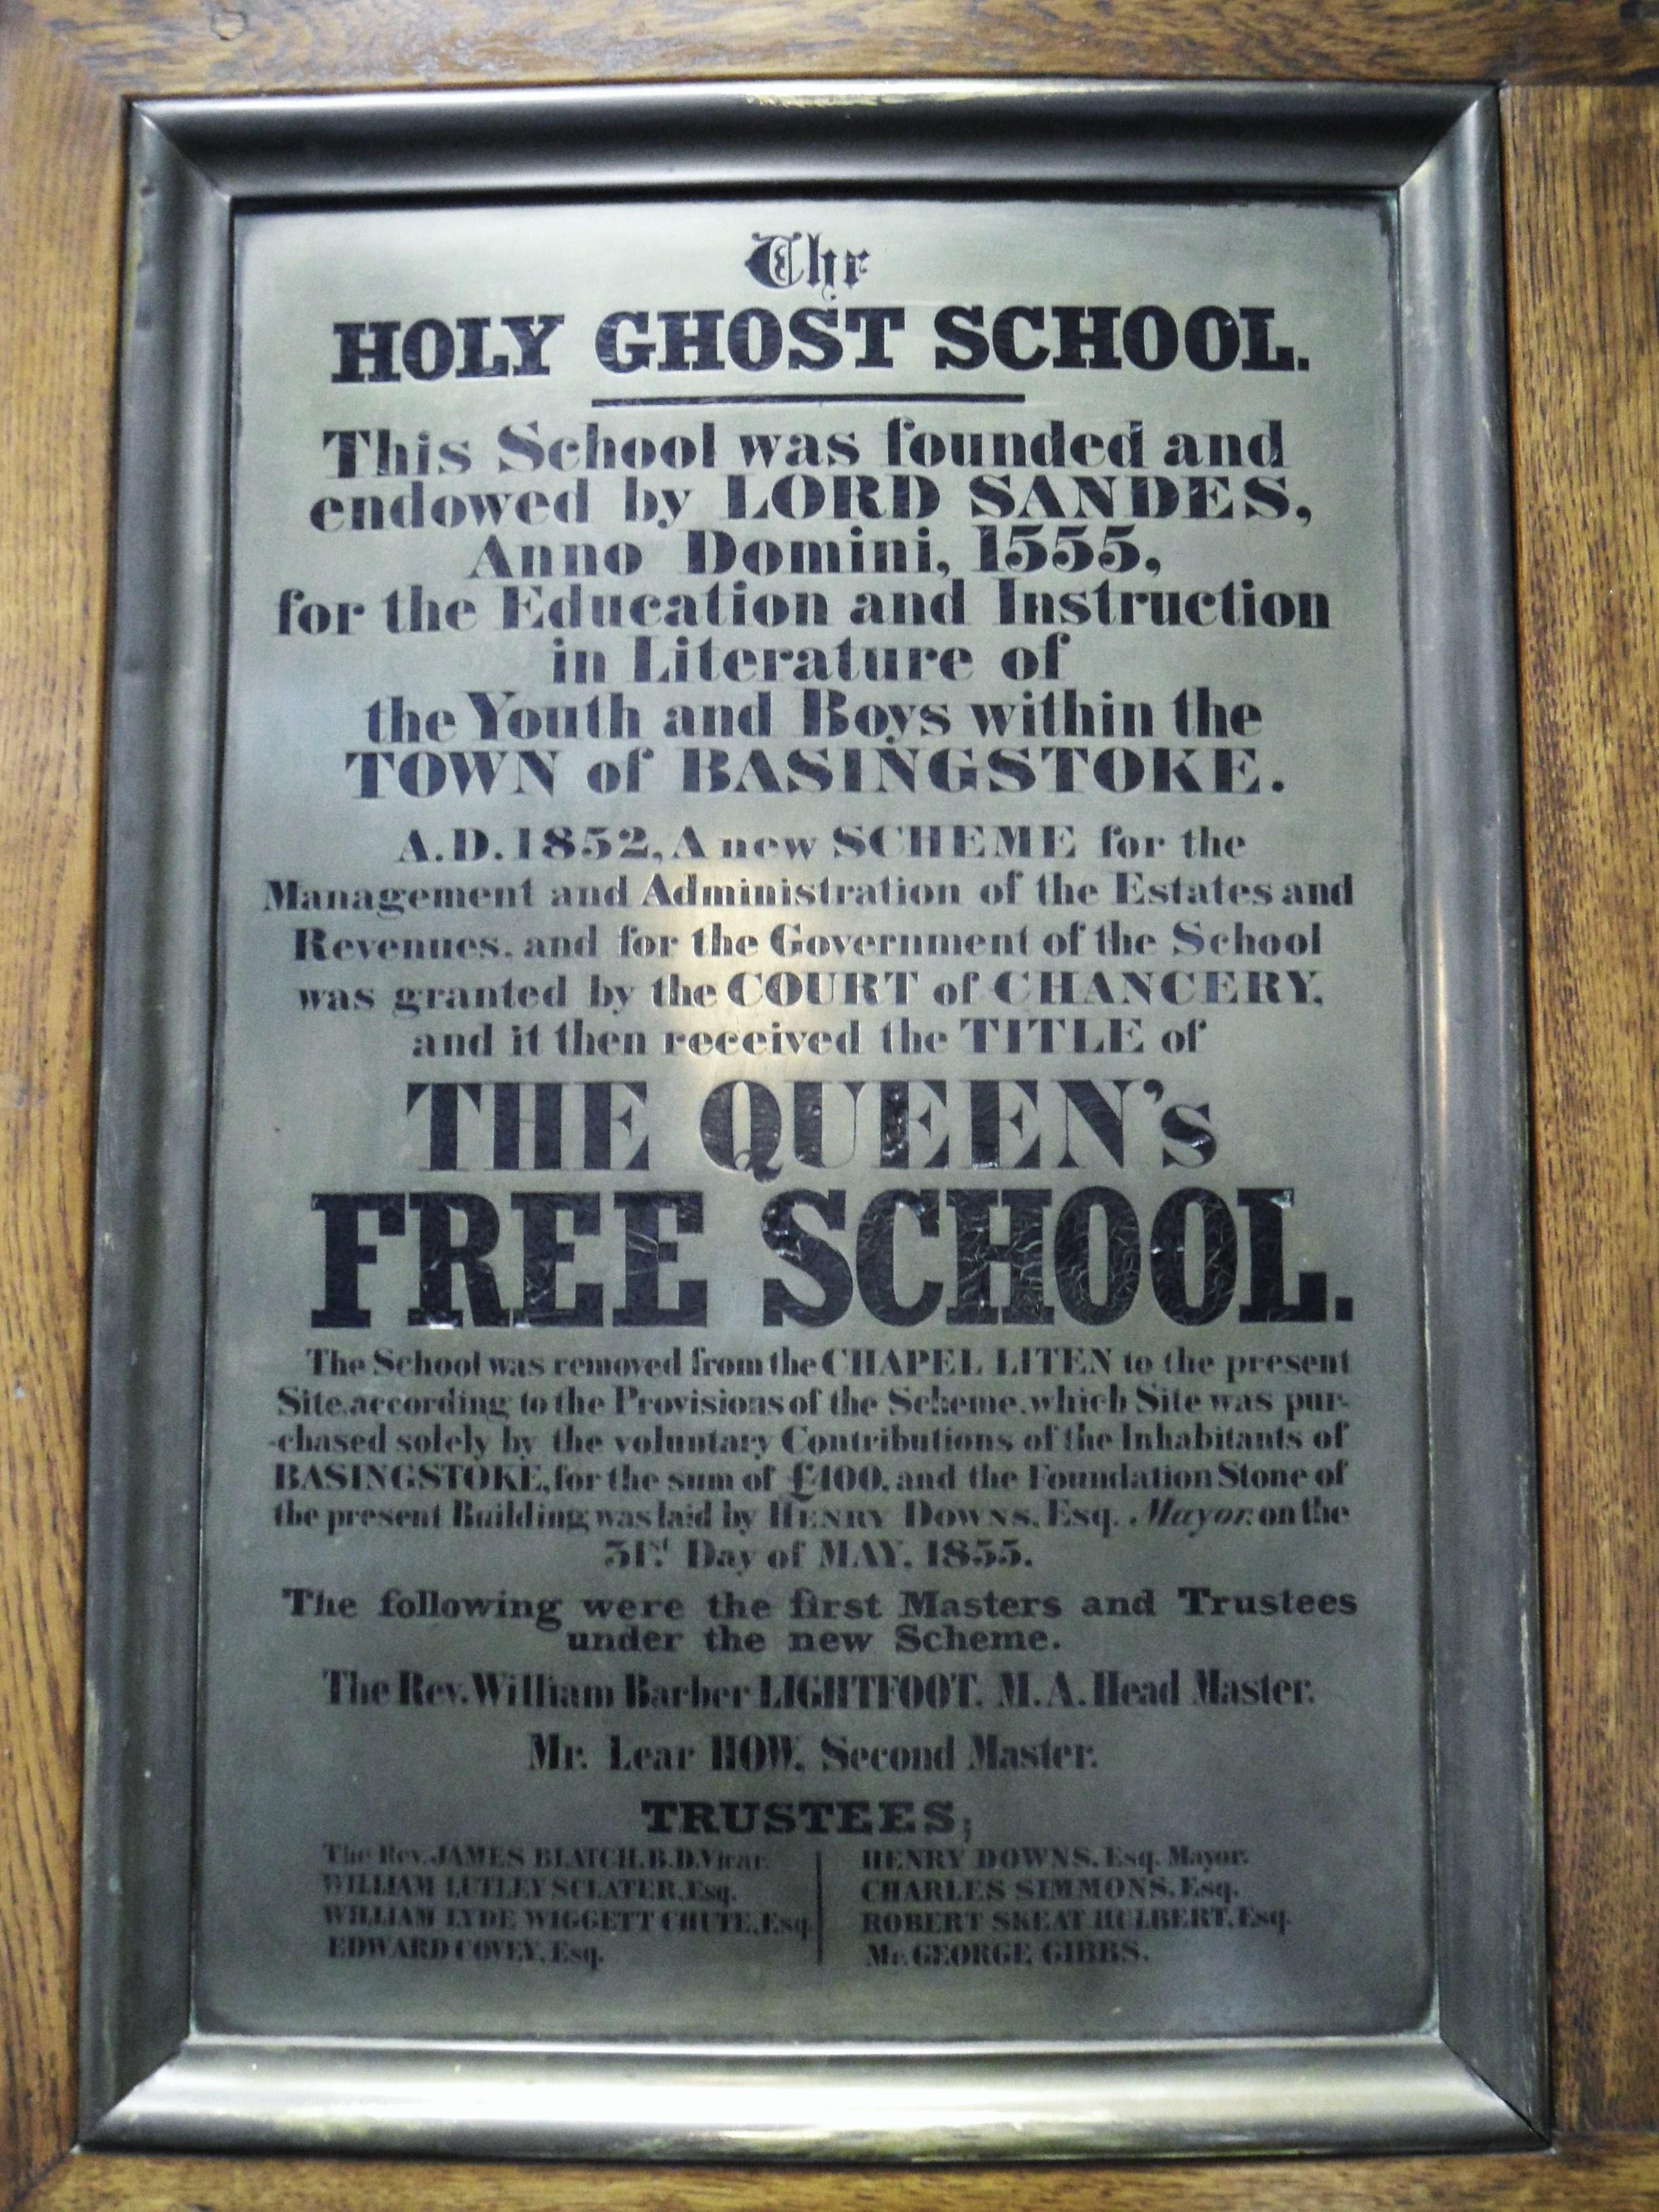 The
HOLY GHOST SCHOOL.
This School was founded and
endowed by LORD SANDES,
Anno Domini, 1555,
for the Education and Instruction
in Literature of
the Youth and Boys within the
TOWN of BASINGSTOKE.
A.D. 1852, A new SCHEME for the
Management and Administration of the Estates and
Revenues, and for the Government of the School
was granted by the COURT of CHANCERY,
and it then received the TITLE of
THE QUEEN's
FREE SCHOOL.
The School was removed from the CHAPEL LITEN to the present
Site, according to the Provisions of the Scheme, which Site was pur-
-chased solely by the voluntary Contributions of the Inhabitants of
BASINGSTOKE, for the sum of £400, and the Foundation Stone of
the present Building was laid by HENRY DOWNS, Esq. Mayor, on the
31st Day of MAY, 1855.
The following were the first Masters and Trustees
under the new Scheme.
The Rev. William Barber LIGHTFOOT, M.A. Head Master.
Mr. Lear HOW, Second Master.
TRUSTEES;
The Rev. JAMES BLATCH, B.D. Vicar.
WILLIAM LUTLEY SCLATER, Esq.
WILLIAM LYDE WIGGETT CHUTE, Esq.
EDWARD COVEY, Esq.
HENRY DOWNS, Esq. Mayor.
CHARLES SIMMONS, Esq.
ROBERT SKEAT HULBERT, Esq.
Mr. GEORGE GIBBS.